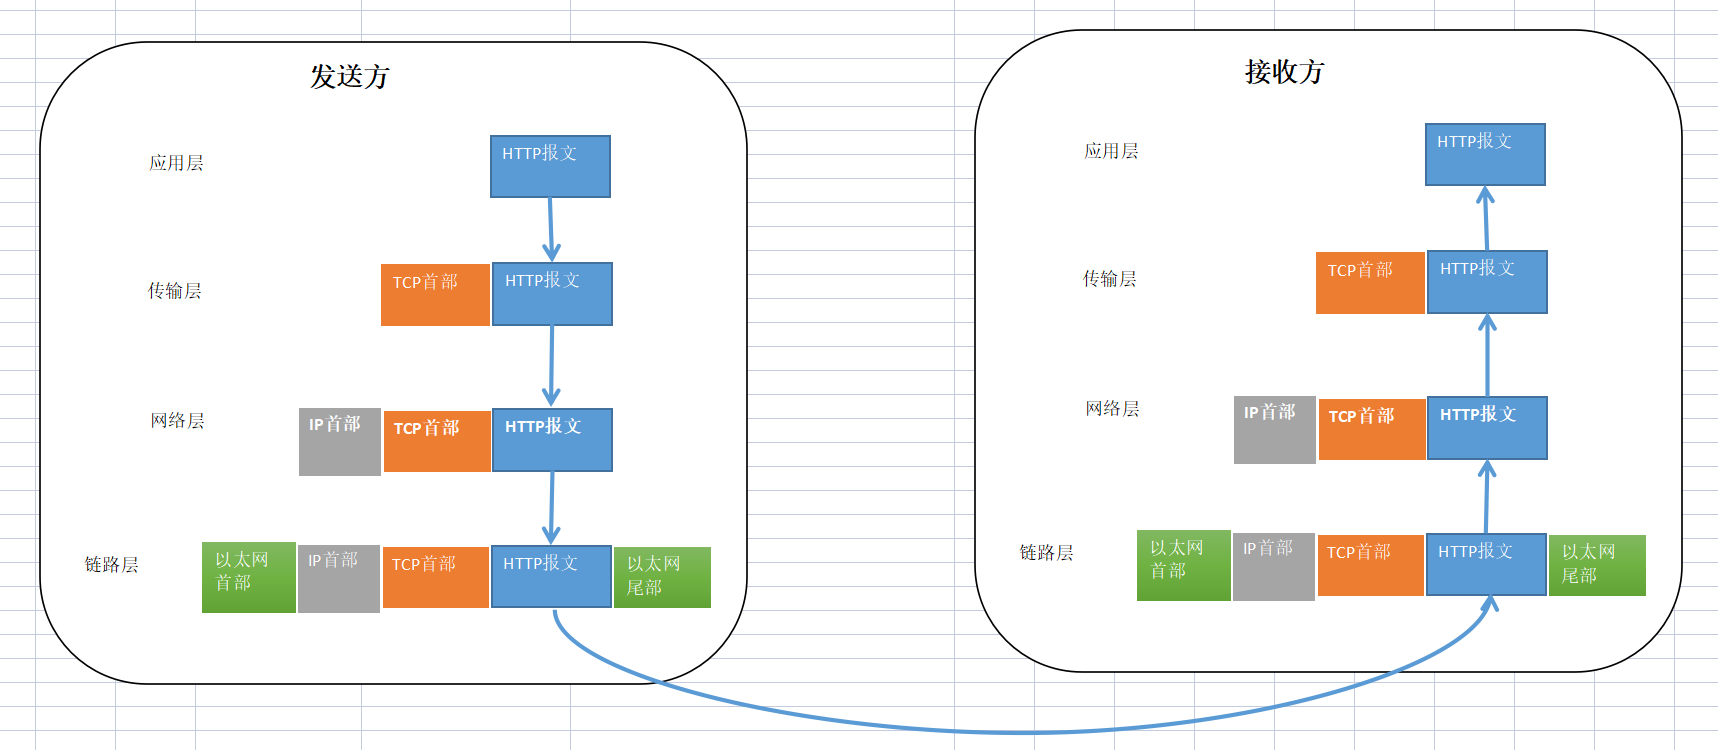 发送方
应用层
HTTP报文
传输层
TCP首部
HTTP报文
网络层
IP首部
TCP首部
HTTP报文
链路层
以太网
首部
IP首部
TCP首部
HTTP报文
以太网
尾部
接收方
应用层
HTTP报文
传输层
TCP首部
HTTP报文
网络层
IP首部
TCP首部
HTTP报文
链路层
以太网
首部
IP首部
TCP首部
HTTP报文
以太网
尾部